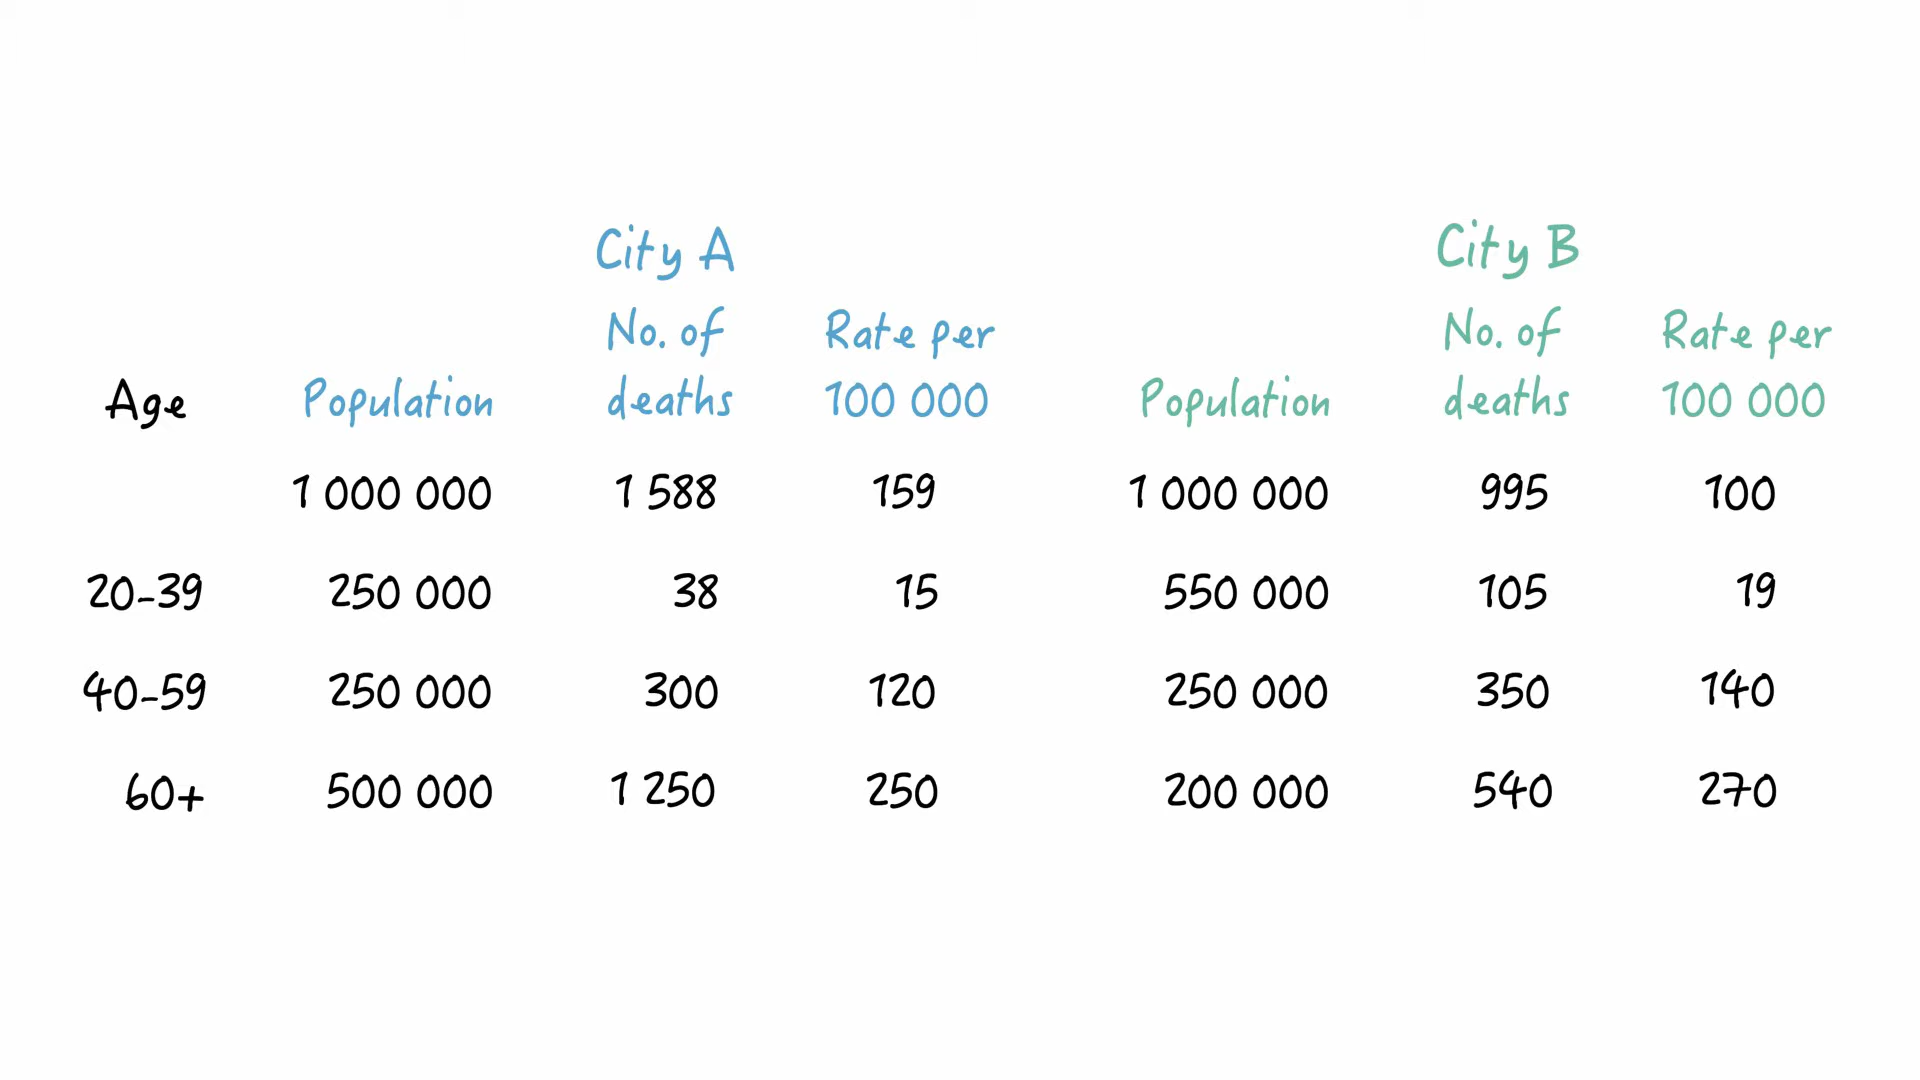 City A City B
No. of Rate per No. of Rate per
Age Population deaths 100 000 Population deaths 100 000
1 000 000 1 588 159 1 000 000 995 100
20-39 250 000 38 15 550 000 105 19
40-59 250 000 300 120 250 000 350 140
60+ 500 000 1 250 250 200 000 540 270